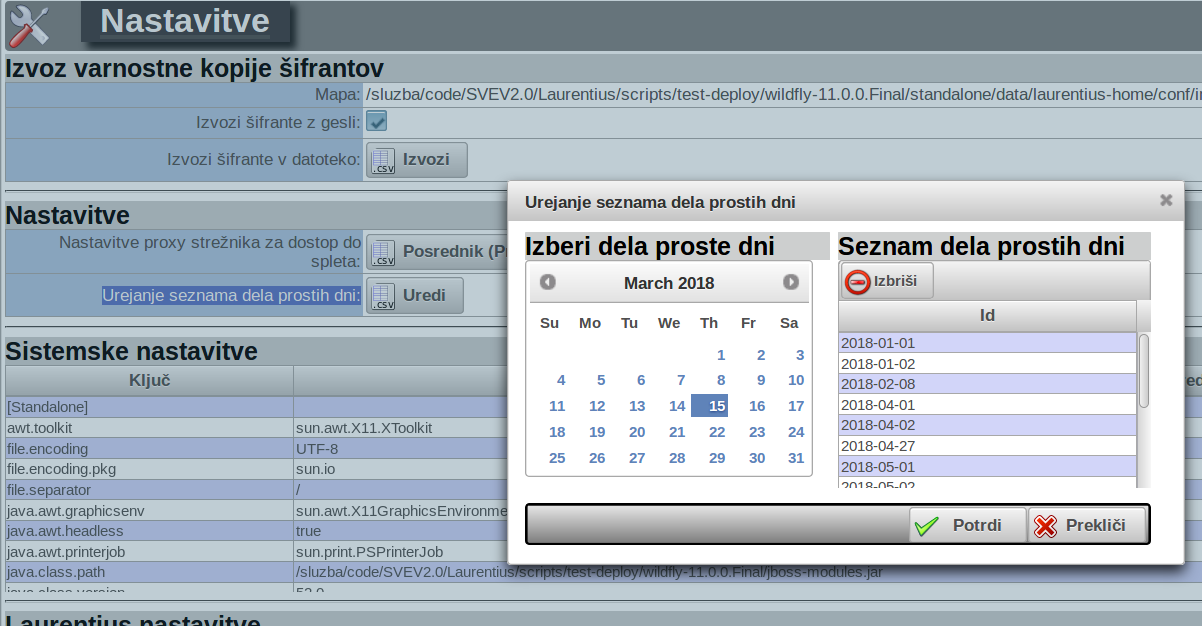 Nastavitve
Izvoz varnostne kopije šifrantov
Mapa: /sluzba/code/SVEV2.0/Laurentius/scripts/test-deploy/wildfly-11.0.0.Final/standalone/data/laurentius-home/conf/
Izvozi šifrante z gesli:
Izvozi šifrante v datoteko: .CSV Izvozi
Nastavitve
Nastavitve proxy strežnika za dostop do
spleta:
.CSV Posrednik
Urejanje seznama dela prostih dni: .CSV Uredi
Sistemske nastavitve
Ključ
[Standalone]
awt.toolkit sun.awt.X11.XToolkit
file.encoding UTF-8
file.encoding.pkg sun.io
file.separator /
java.awt.graphicsenv sun.awt.X11GraphicsEnvironme
java.awt.headless true
java.awt.printerjob sun.print.PSPrinterJob
java.class.path /sluzba/code/SVEV2.0/Laurentius/scripts/test-deploy/wildfly-11.0.0.Final/jboss-modules.jar
java.class.version 52.0
Laurentius nastavitve
Urejanje seznama dela prostih dni
Izberi dela proste dni
March 2018
Su Mo Tu We Th Fr Sa
1 2 3
4 5 6 7 8 9 10
11 12 13 14 15 16 17
18 19 20 21 22 23 24
25 26 27 28 29 30 31
Seznam dela prostih dni
Izbriši
Id
2018-01-01
2018-01-02
2018-02-08
2018-04-01
2018-04-02
2018-04-27
2018-05-01
2018-05-02
Potrdi Prekliči